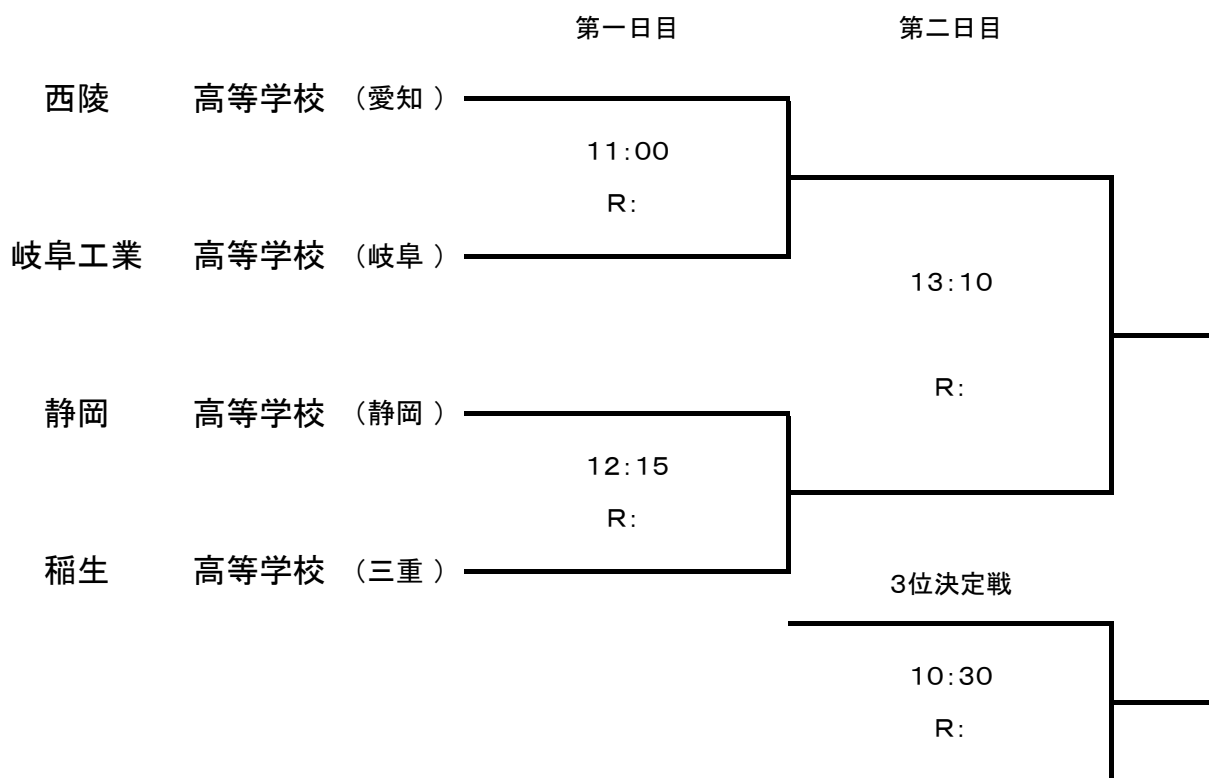 第一日目 第二日目
西陵 高等学校 （愛知 ）
11:00
R:
岐阜工業 高等学校 （岐阜 ）
13:10
R:
静岡 高等学校 （静岡 ）
12:15
R:
稲生 高等学校 （三重 ）
3位決定戦
10:30
R: